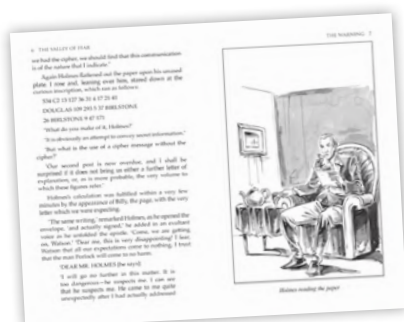 6 THE VALLEY OF FEAR
we had the cipher, we should find that this communication
is of the nature that I indicate.'
Again Holmes flattened out the paper upon his unused
plate. I rose and, leaning over him, stared down at the
curious inscription, which ran as follows:
534 C2 13 127 36 31 4 17 21 41
DOUGLAS 109 293 5 37 BIRLSTONE
26 BIRLSTONE 9 47 171
'What do you make of it, Holmes?'
'It is obviously an attempt to convey secret information.'
'But what is the use of a cipher message without the
cipher?'
'Our second post is now overdue, and I shall be
surprised if it does not bring us either a further letter of
explanation, or, as is more probable, the very volume to
which these figures refer.'
Holmes's calculation was fulfilled within a very few
minutes by the appearance of Billy, the page, with the very
letter which we were expecting.
'The same writing,' remarked Holmes, as he opened the
envelope, 'and actually signed,' he added in an exultant
voice as he unfolded the epistle. 'Come, we are getting
on, Watson.' 'Dear me, this is very disappointing! I fear,
Watson that all our expectations come to nothing. I trust
that the man Porlock will come to no harm.
'DEAR MR. HOLMES [he says]:
'I will go no further in this matter. It is
too dangerous—he suspects me. I can see
that he suspects me. He came to me quite
unexpectedly after I had actually addressed
THE WARNING 7
Holmes reading the paper